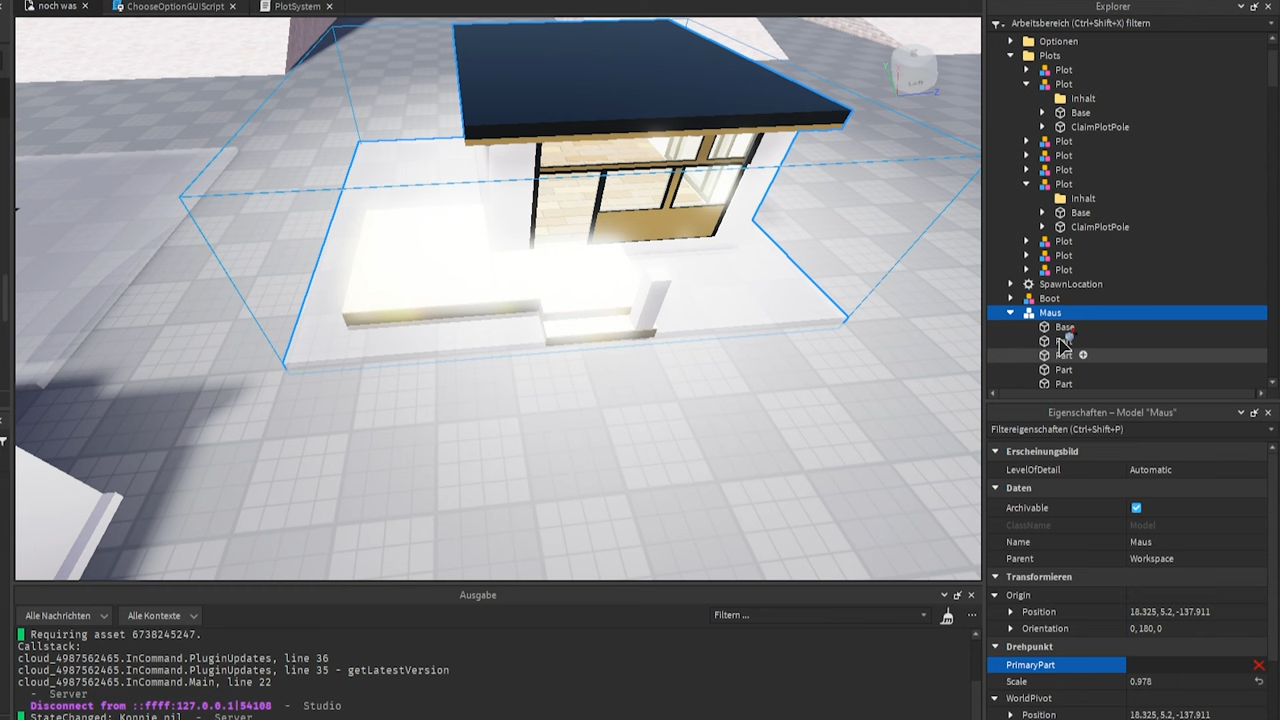 noch was
ChooseOptionGUIScript
PlotSystem
Explorer
Arbeitsbereich (Ctrl+Shift+X) filtern
Optionen
Plots
Plot
Plot
Inhalt
Base
ClaimPlotPole
Plot
Plot
Plot
Plot
Inhalt
Base
ClaimPlotPole
Plot
Plot
Plot
SpawnLocation
Boot
Maus
Base
Part
Part
Part
Eigenschaften – Model "Maus"
Filtereigenschaften (Ctrl+Shift+P)
Erscheinungsbild
LevelOfDetail Automatic
Daten
Archivable
ClassName Model
Name Maus
Parent Workspace
Transformieren
Origin
Position 18.325, 5.2, -137.911
Orientation 0, 180, 0
Drehpunkt
PrimaryPart
Scale 0.978
WorldPivot
Position 18.325, 5.2, -137.911
Ausgabe
Alle Nachrichten Alle Kontexte Filtern ...
Requiring asset 6738245247.
Callstack:
cloud_4987562465.InCommand.PluginUpdates, line 36
cloud_4987562465.InCommand.PluginUpdates, line 35 - getLatestVersion
cloud_4987562465.InCommand.Main, line 22
- Server
Disconnect from ::ffff:127.0.0.1|54108 - Studio
StateChanged: Konnie nil - Server